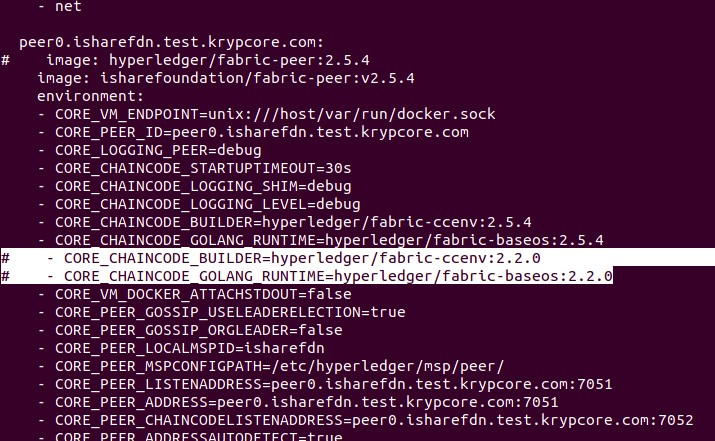 - net
peer0.isharefdn.test.krypcore.com:
#    image: hyperledger/fabric-peer:2.5.4
image: isharefoundation/fabric-peer:v2.5.4
environment:
- CORE_VM_ENDPOINT=unix:///host/var/run/docker.sock
- CORE_PEER_ID=peer0.isharefdn.test.krypcore.com
- CORE_LOGGING_PEER=debug
- CORE_CHAINCODE_STARTUPTIMEOUT=30s
- CORE_CHAINCODE_LOGGING_SHIM=debug
- CORE_CHAINCODE_LOGGING_LEVEL=debug
- CORE_CHAINCODE_BUILDER=hyperledger/fabric-ccenv:2.5.4
- CORE_CHAINCODE_GOLANG_RUNTIME=hyperledger/fabric-baseos:2.5.4
#    - CORE_CHAINCODE_BUILDER=hyperledger/fabric-ccenv:2.2.0
#    - CORE_CHAINCODE_GOLANG_RUNTIME=hyperledger/fabric-baseos:2.2.0
- CORE_VM_DOCKER_ATTACHSTDOUT=false
- CORE_PEER_GOSSIP_USELEADERELECTION=true
- CORE_PEER_GOSSIP_ORGLEADER=false
- CORE_PEER_LOCALMSPID=isharefdn
- CORE_PEER_MSPCONFIGPATH=/etc/hyperledger/msp/peer/
- CORE_PEER_LISTENADDRESS=peer0.isharefdn.test.krypcore.com:7051
- CORE_PEER_ADDRESS=peer0.isharefdn.test.krypcore.com:7051
- CORE_PEER_CHAINCODELISTENADDRESS=peer0.isharefdn.test.krypcore.com:7052
- CORE_PEER_ADDRESSAUTODETECT=true